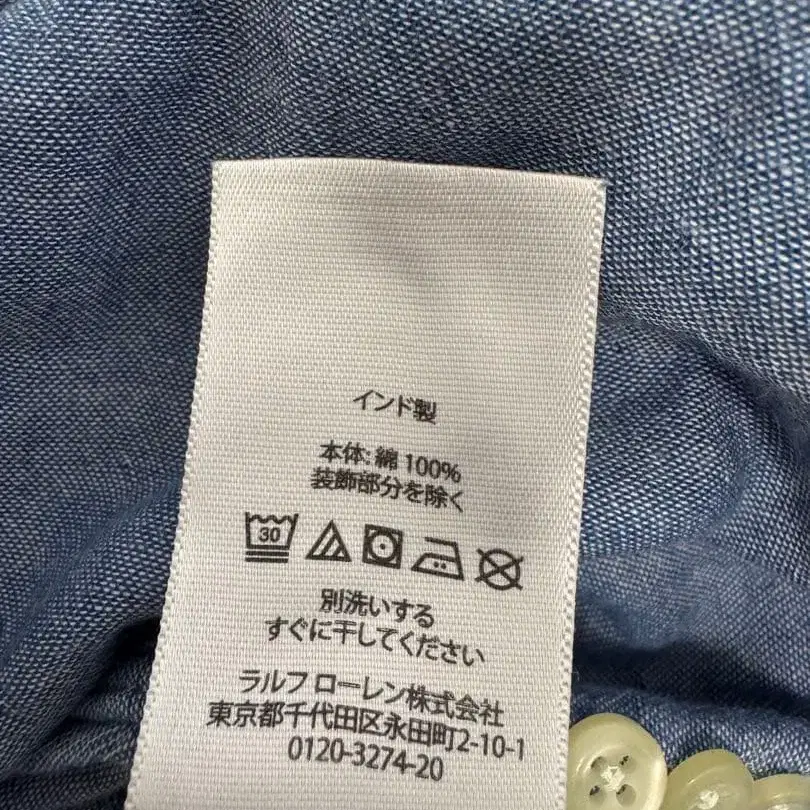 インド製
本体: 綿 100%
装飾部分を除く
30
別洗いする
すぐに干してください
ラルフ ローレン株式会社
東京都千代田区永田町2-10-1
0120-3274-20